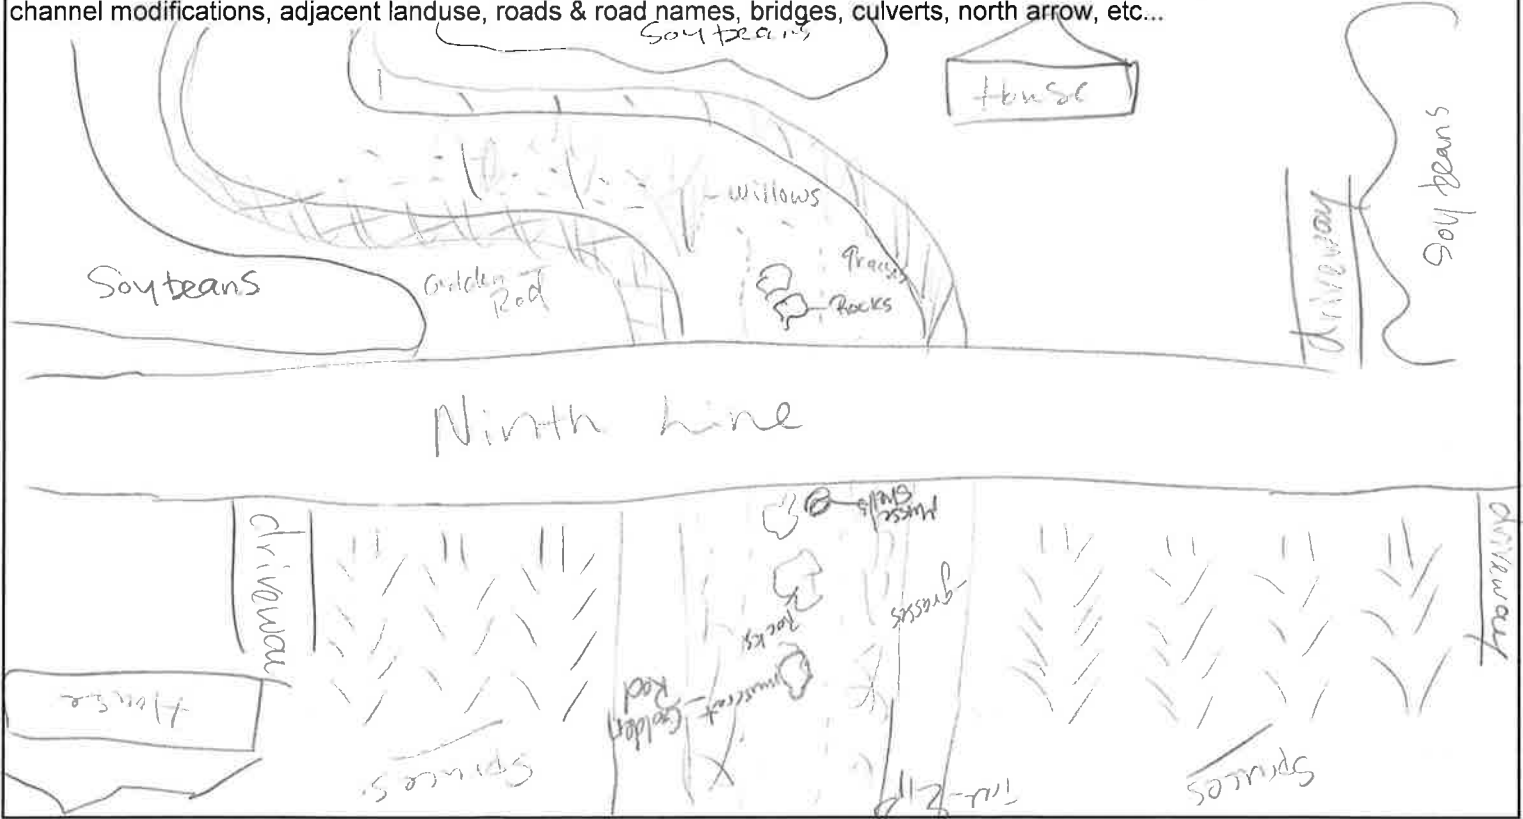 channel modifications, adjacent landuse, roads & road names, bridges, culverts, north arrow, etc...
Soybeans
House
Soybeans
Willows
driveway
grasses
Soybeans
Golden
Rod
Rocks
Ninth Line
Mussel
Shells
driveway
driveway
grasses
Rocks
House
Golden
Rod
Spruces
Spruces